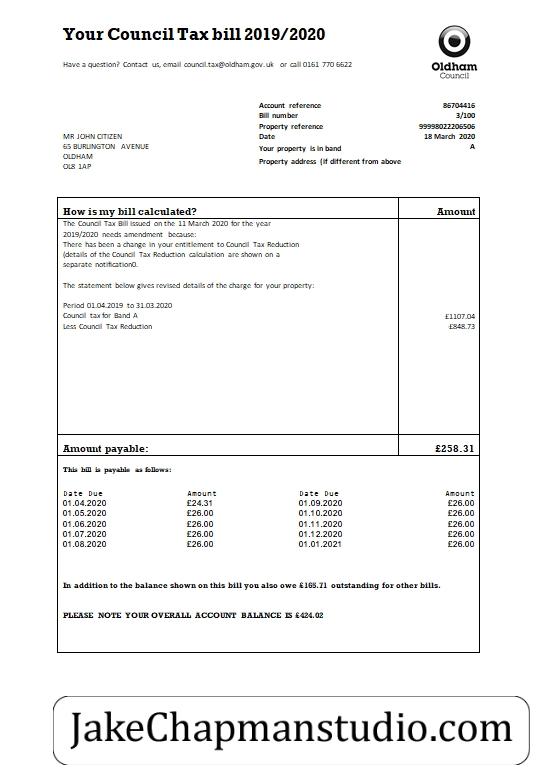 Your Council Tax bill 2019/2020
Have a question? Contact us, email council.tax@oldham.gov.uk or call 0161 770 6622
Oldham
Council
Account reference 86704416
Bill number 3/100
Property reference 99998022206506
Date 18 March 2020
Your property is in band A
Property address (if different from above
MR JOHN CITIZEN
65 BURLINGTON AVENUE
OLDHAM
OL8 1AP
How is my bill calculated? Amount
The Council Tax Bill issued on the 11 March 2020 for the year
2019/2020 needs amendment because:
There has been a change in your entitlement to Council Tax Reduction
(details of the Council Tax Reduction calculation are shown on a
separate notification0.
The statement below gives revised details of the charge for your property:
Period 01.04.2019 to 31.03.2020
Council tax for Band A £1107.04
Less Council Tax Reduction £848.73
Amount payable: £258.31
This bill is payable as follows:
Date Due Amount Date Due Amount
01.04.2020 £24.31 01.09.2020 £26.00
01.05.2020 £26.00 01.10.2020 £26.00
01.06.2020 £26.00 01.11.2020 £26.00
01.07.2020 £26.00 01.12.2020 £26.00
01.08.2020 £26.00 01.01.2021 £26.00
In addition to the balance shown on this bill you also owe £165.71 outstanding for other bills.
PLEASE NOTE YOUR OVERALL ACCOUNT BALANCE IS £424.02
JakeChapmanstudio.com